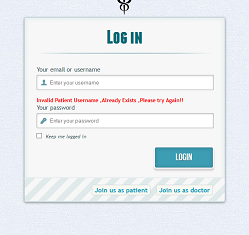 Log in
Your email or username
Enter your username
Invalid Patient Username ,Already Exists ,Please try Again!!
Your password
Enter your password
Keep me logged in
LOGIN
Join us as patient
Join us as doctor